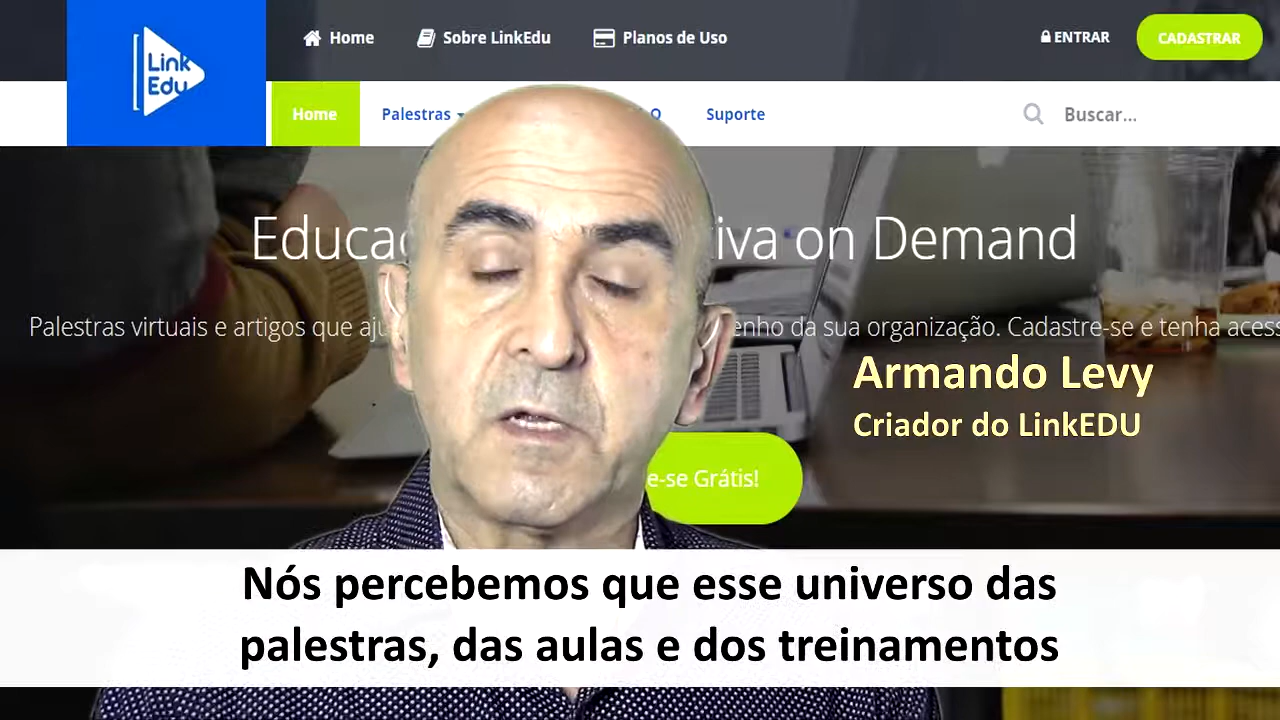 Link
Edu
Home
Sobre LinkEdu
Planos de Uso
ENTRAR
CADASTRAR
Home
Palestras
Suporte
Buscar...
Educa
iva on Demand
Palestras virtuais e artigos que aju
enho da sua organização. Cadastre-se e tenha acess
Armando Levy
Criador do LinkEDU
e-se Grátis!
Nós percebemos que esse universo das
palestras, das aulas e dos treinamentos